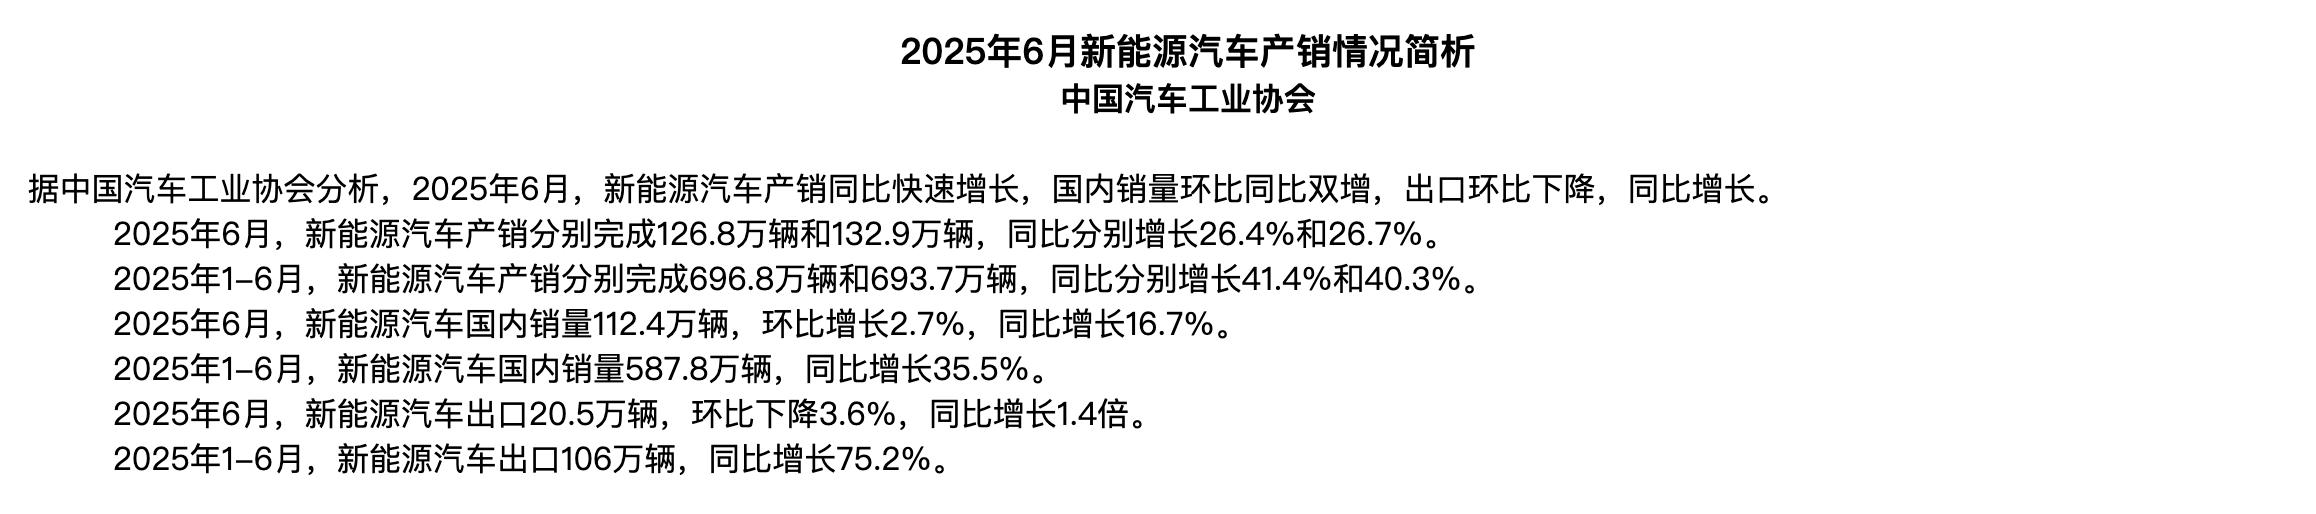 2025年6月新能源汽车产销情况简析
中国汽车工业协会
据中国汽车工业协会分析，2025年6月，新能源汽车产销同比快速增长，国内销量环比同比双增，出口环比下降，同比增长。
2025年6月，新能源汽车产销分别完成126.8万辆和132.9万辆，同比分别增长26.4%和26.7%。
2025年1–6月，新能源汽车产销分别完成696.8万辆和693.7万辆，同比分别增长41.4%和40.3%。
2025年6月，新能源汽车国内销量112.4万辆，环比增长2.7%，同比增长16.7%。
2025年1–6月，新能源汽车国内销量587.8万辆，同比增长35.5%。
2025年6月，新能源汽车出口20.5万辆，环比下降3.6%，同比增长1.4倍。
2025年1–6月，新能源汽车出口106万辆，同比增长75.2%。